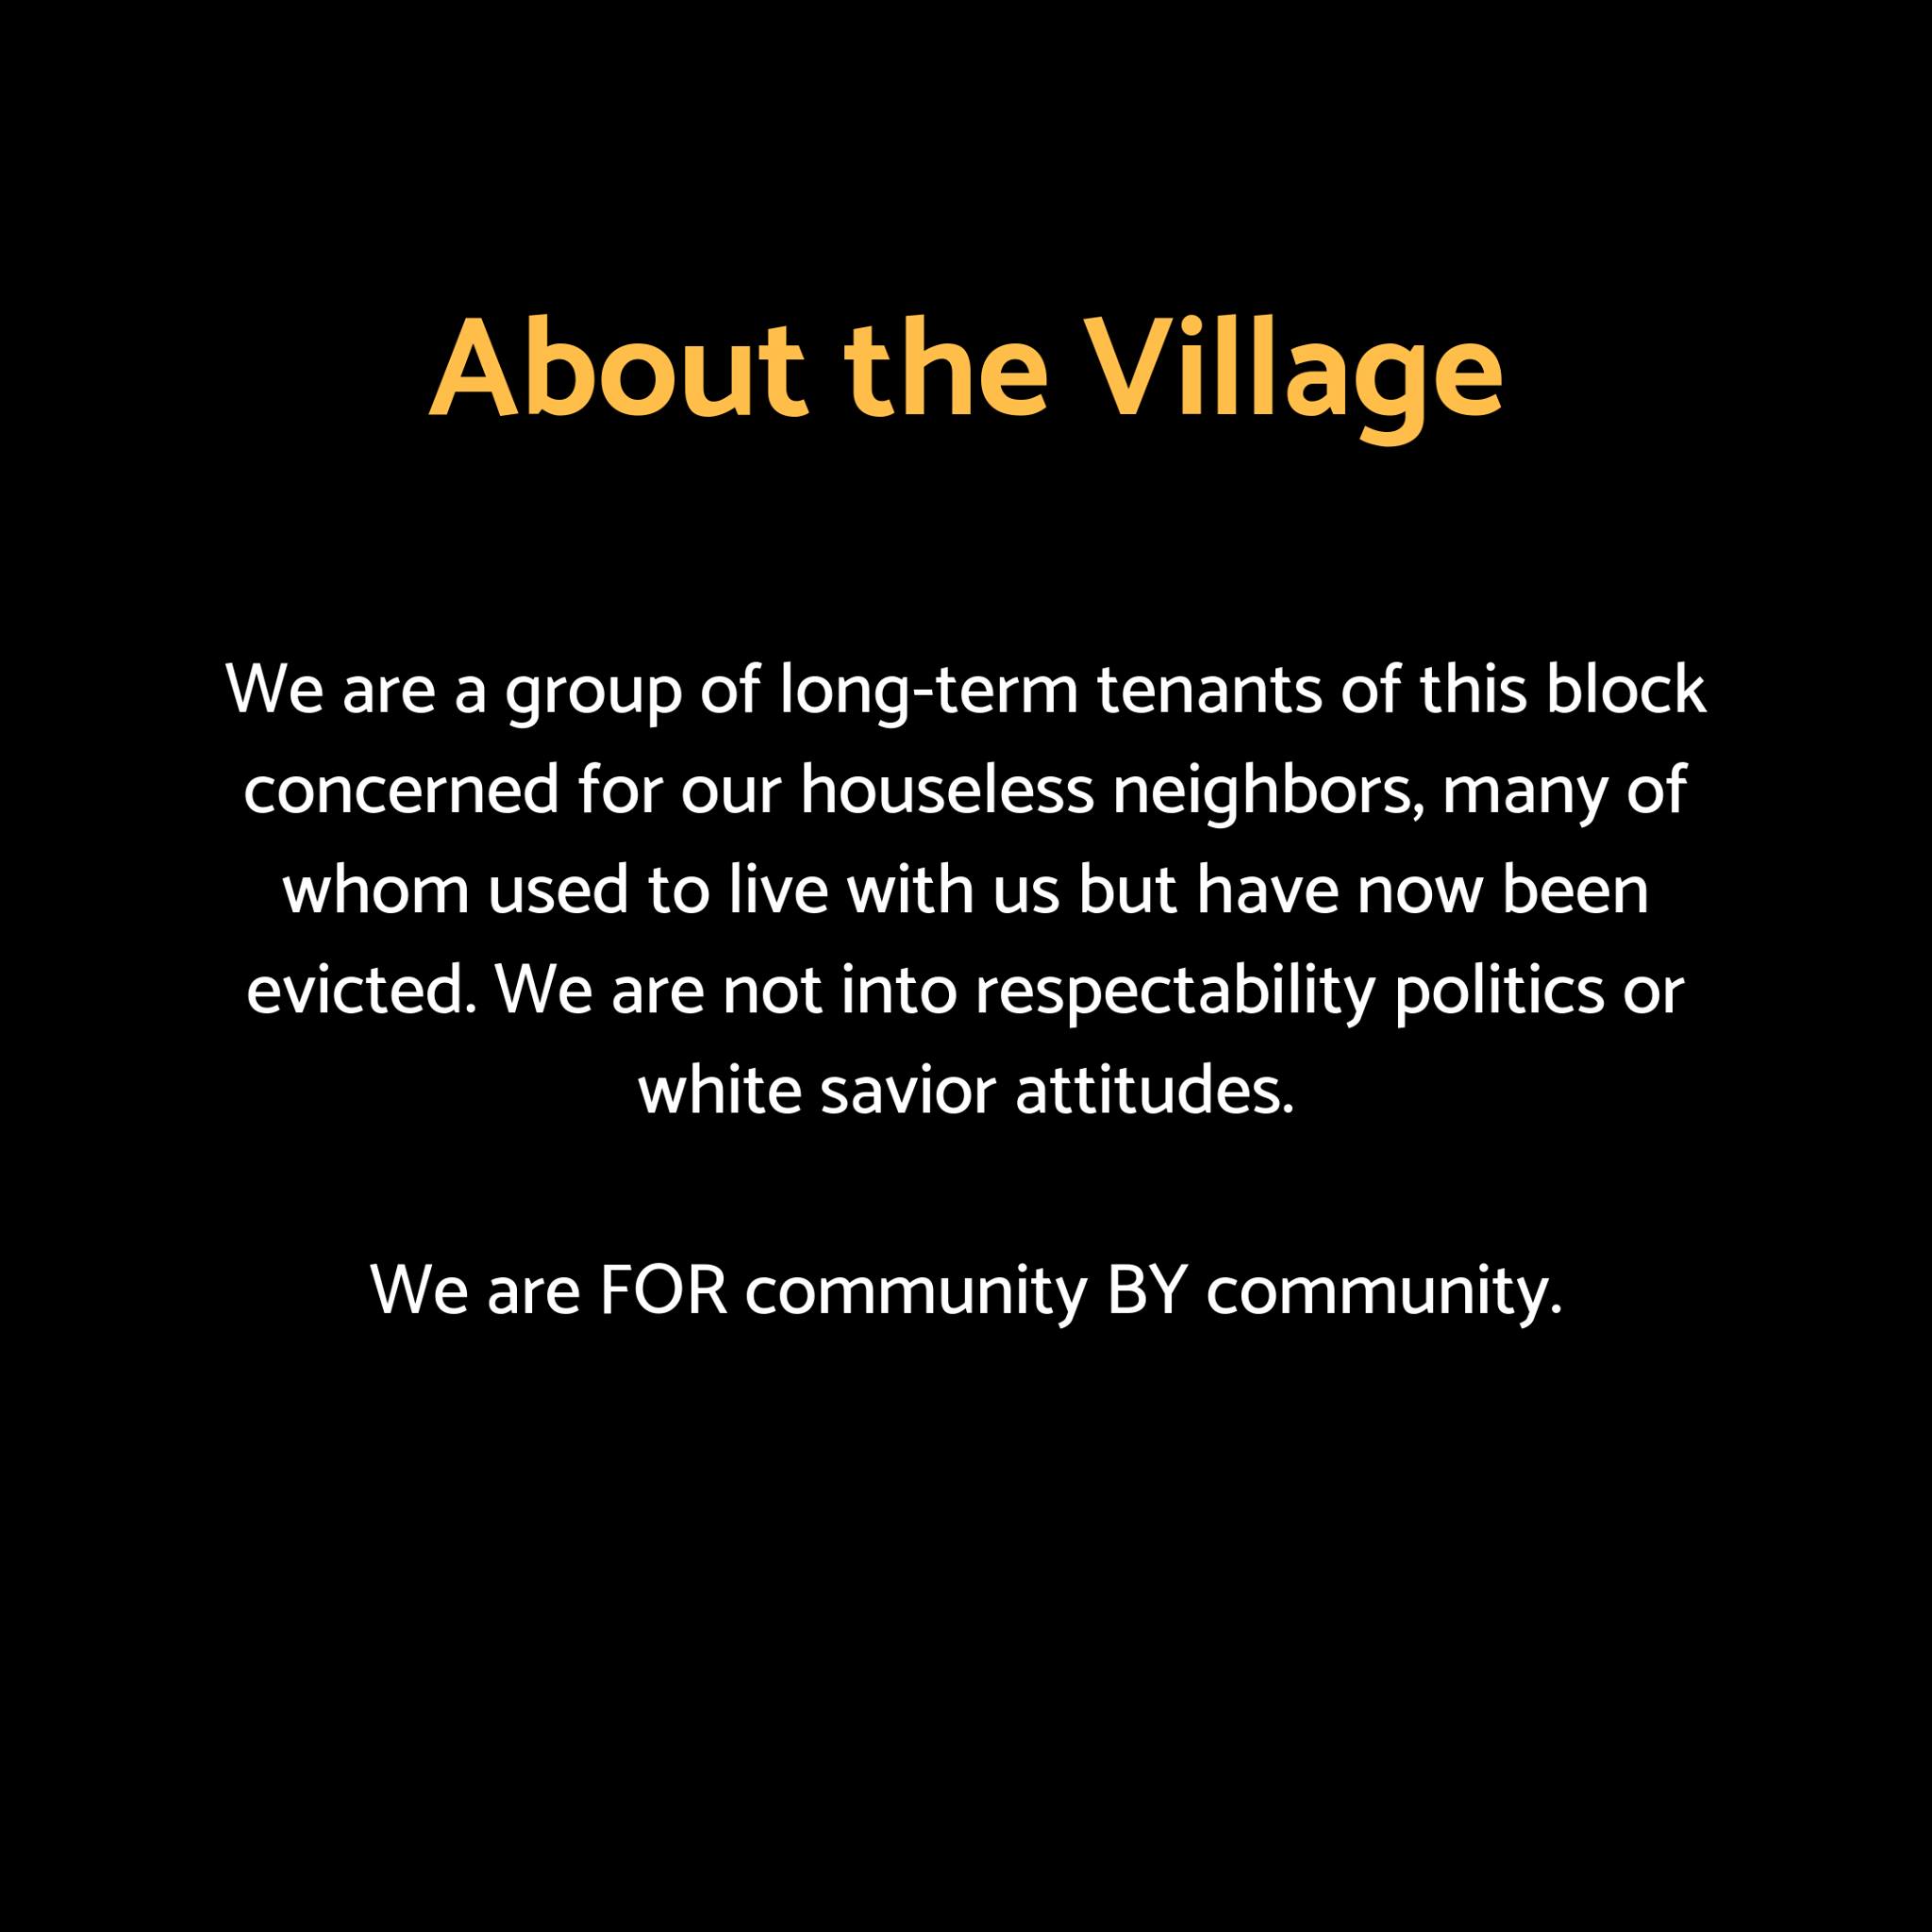 About the Village
We are a group of long-term tenants of this block
concerned for our houseless neighbors, many of
whom used to live with us but have now been
evicted. We are not into respectability politics or
white savior attitudes.
We are FOR community BY community.